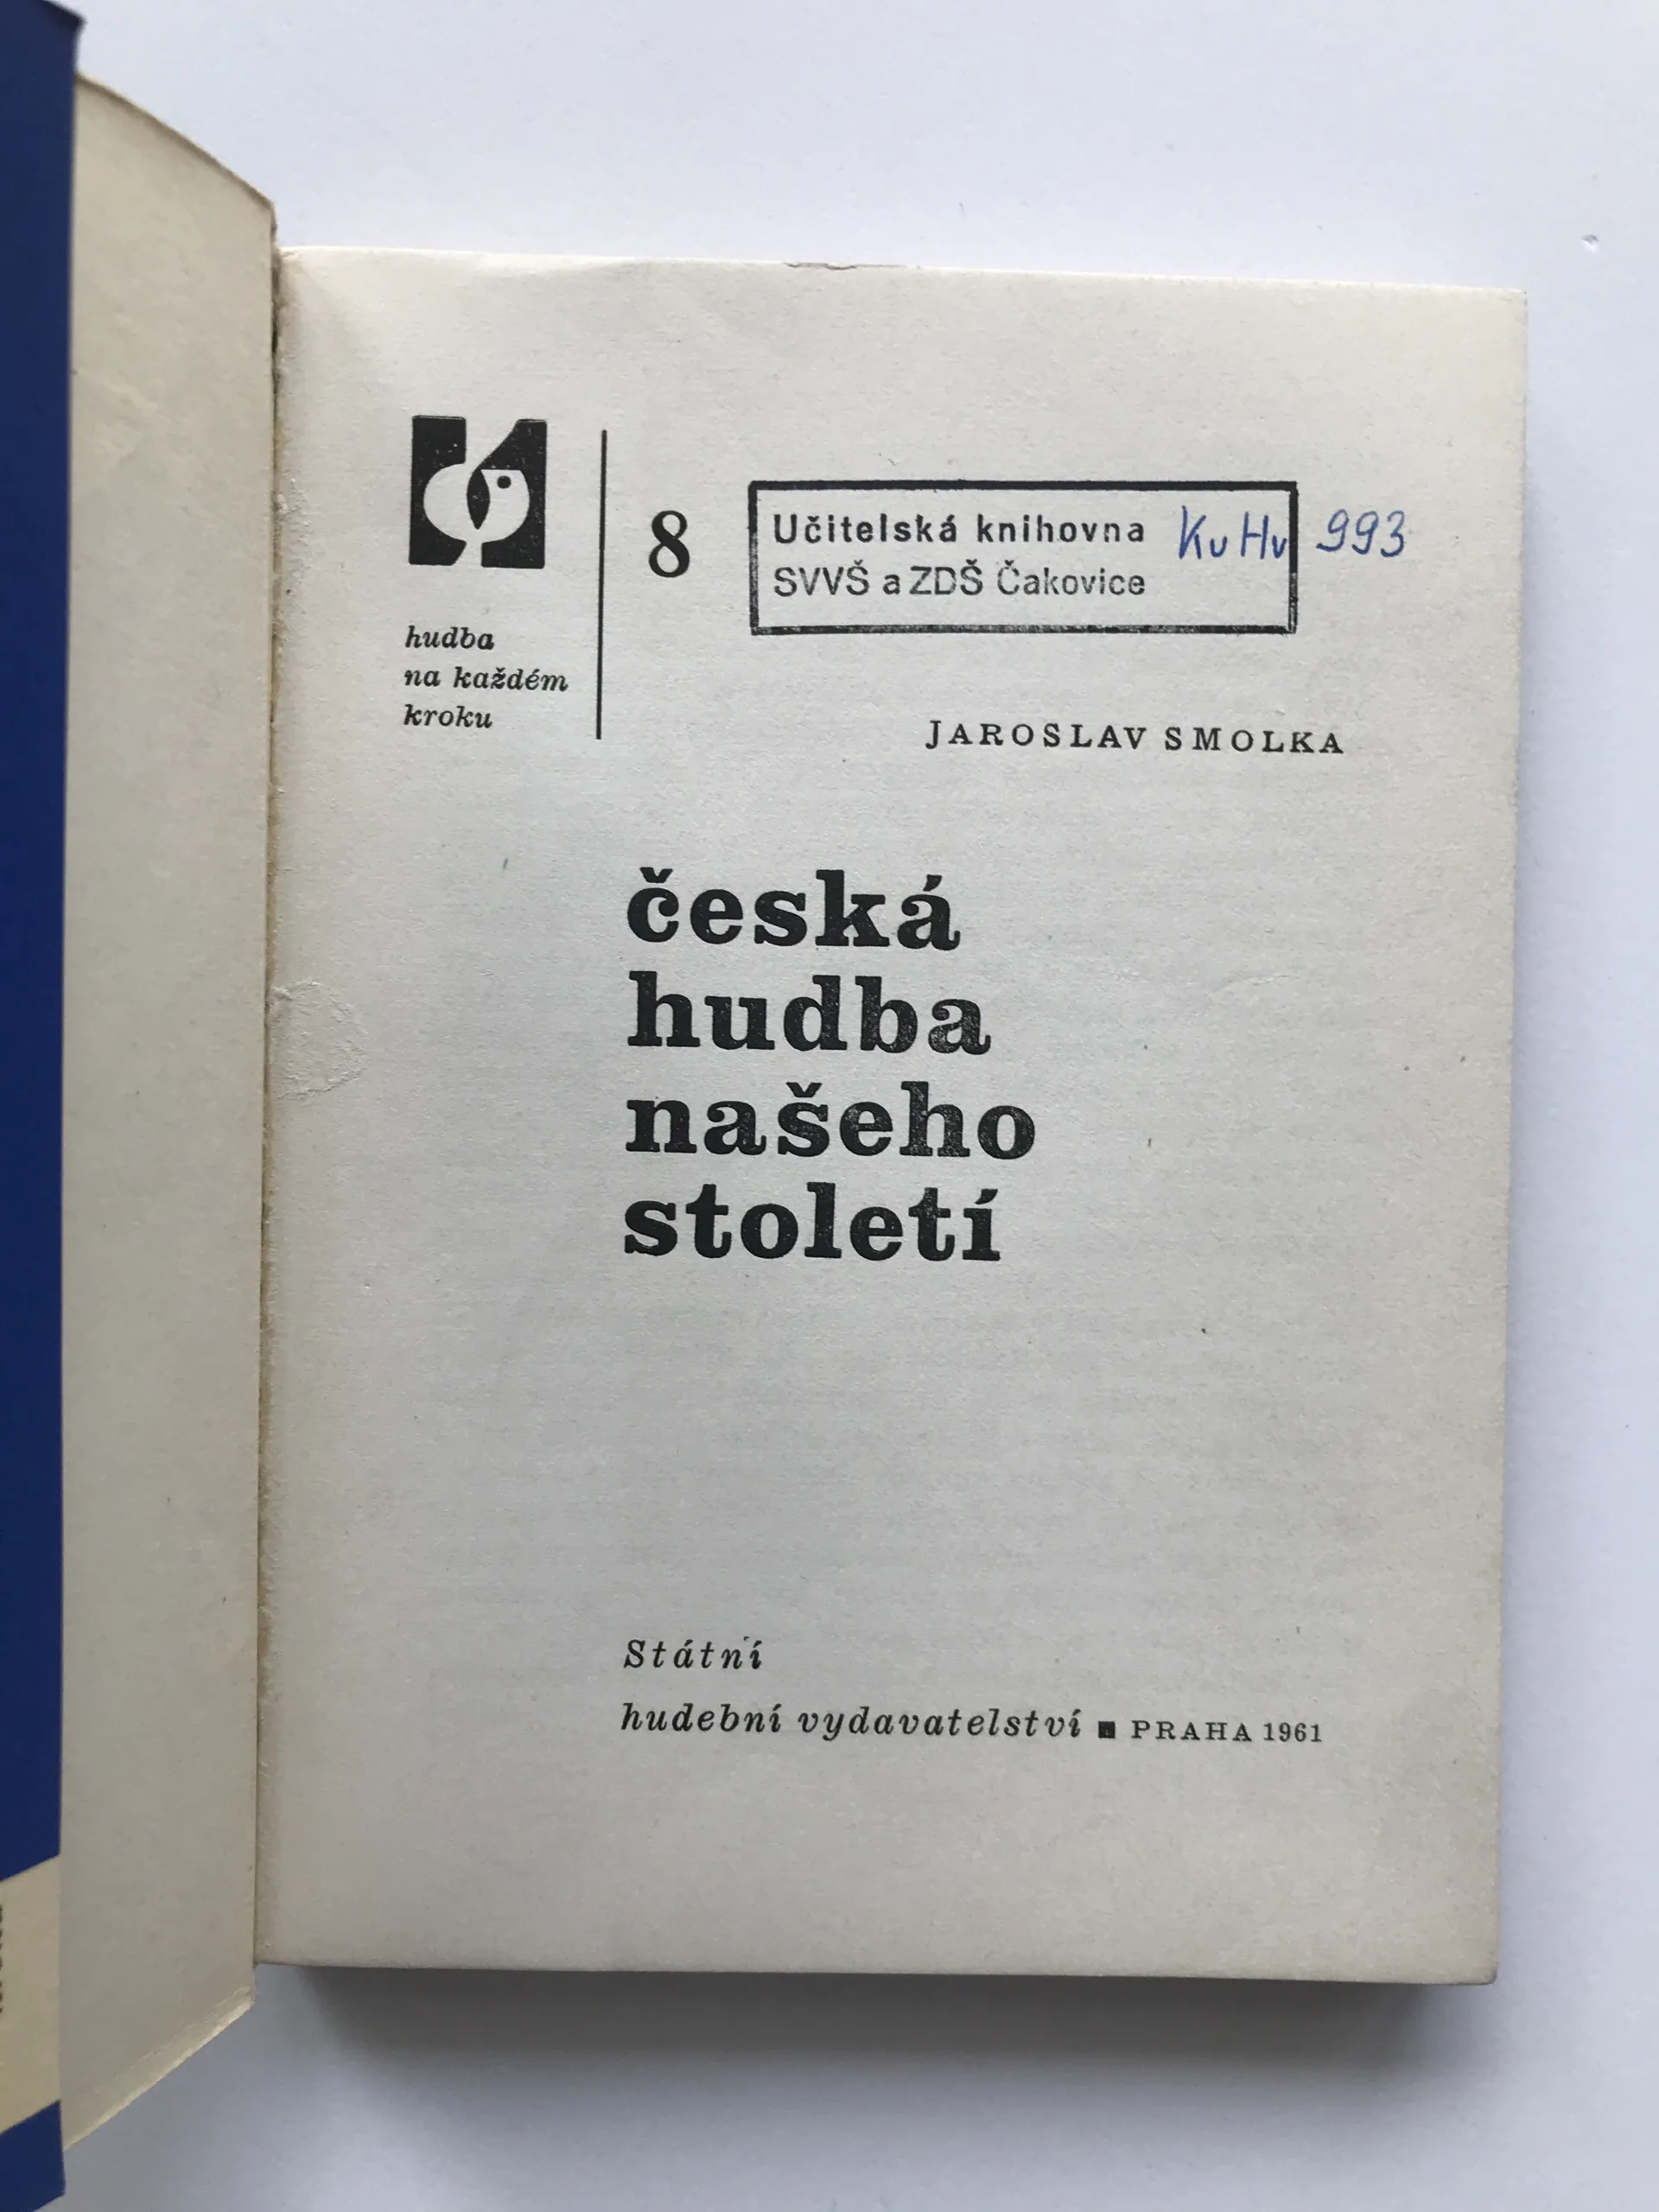 8
Učitelská knihovna Ku Hu 993
SVVŠ a ZDŠ Čakovice
hudba
na každém
kroku
JAROSLAV SMOLKA
česká
hudba
našeho
století
Státní
hudební vydavatelství ■ PRAHA 1961